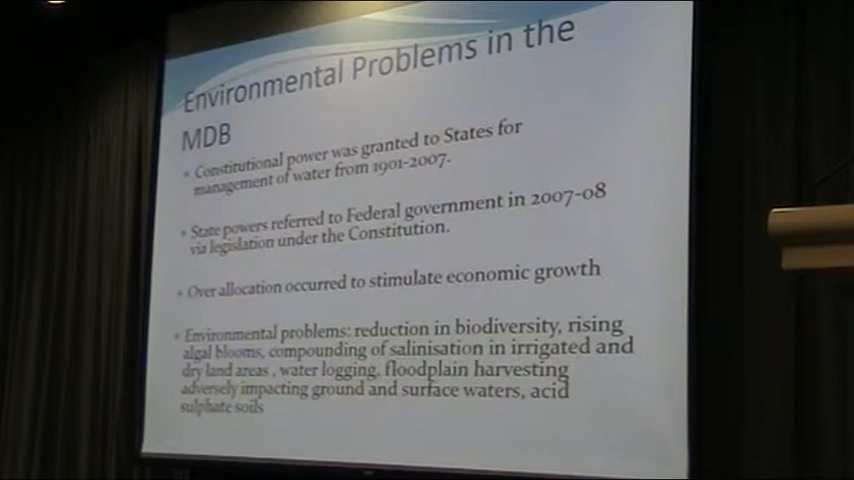 Environmental Problems in the
MDB
• Constitutional power was granted to States for
management of water from 1901-2007.
• State powers referred to Federal government in 2007-08
via legislation under the Constitution.
• Over allocation occurred to stimulate economic growth
• Environmental problems: reduction in biodiversity, rising
algal blooms, compounding of salinisation in irrigated and
dry land areas , water logging, floodplain harvesting
adversely impacting ground and surface waters, acid
sulphate soils